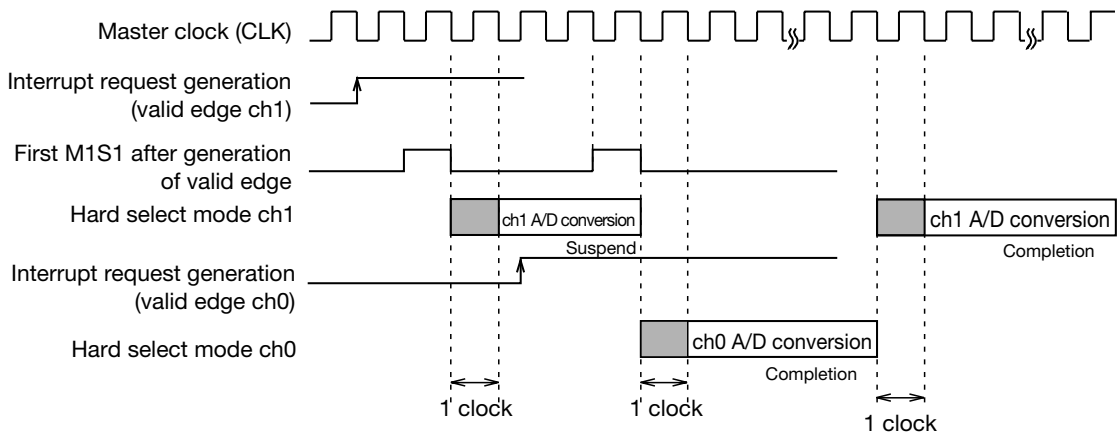 Master clock (CLK)
Interrupt request generation
(valid edge ch1)
First M1S1 after generation
of valid edge
Hard select mode ch1
ch1 A/D conversion
ch1 A/D conversion
Suspend
Completion
Interrupt request generation
(valid edge ch0)
Hard select mode ch0
ch0 A/D conversion
Completion
1 clock
1 clock
1 clock